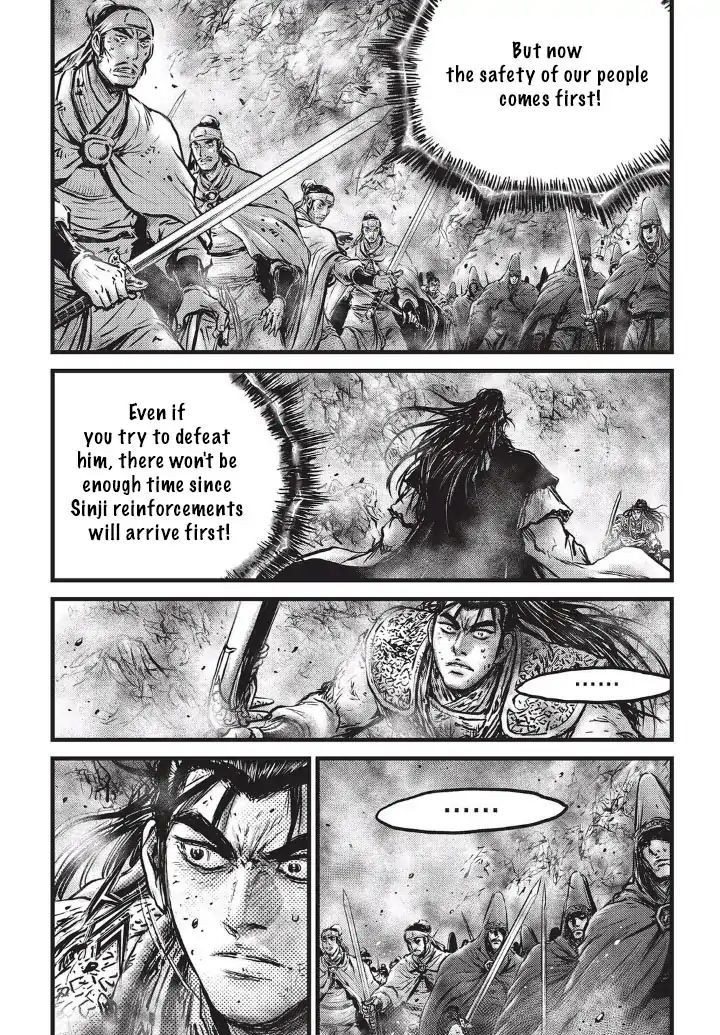 But now
the safety of our people
comes first!
Even if
you try to defeat
him, there won't be
enough time since
Sinji reinforcements
will arrive first!
......
......